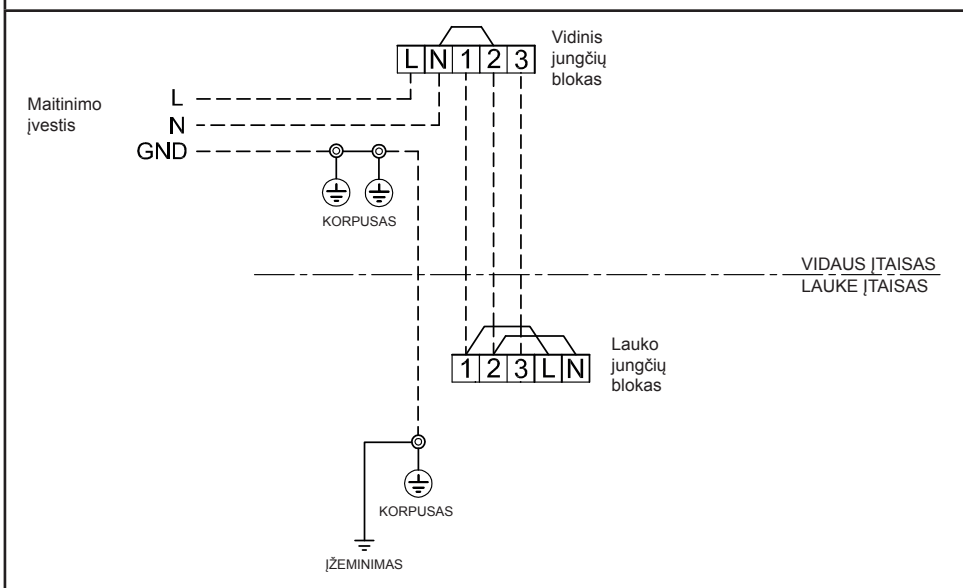 Vidinis
jungčių
blokas
L N 1 2 3
Maitinimo
įvestis
L
N
GND
KORPUSAS
VIDAUS ĮTAISAS
LAUKE ĮTAISAS
Lauko
jungčių
blokas
1 2 3 L N
KORPUSAS
ĮŽEMINIMAS